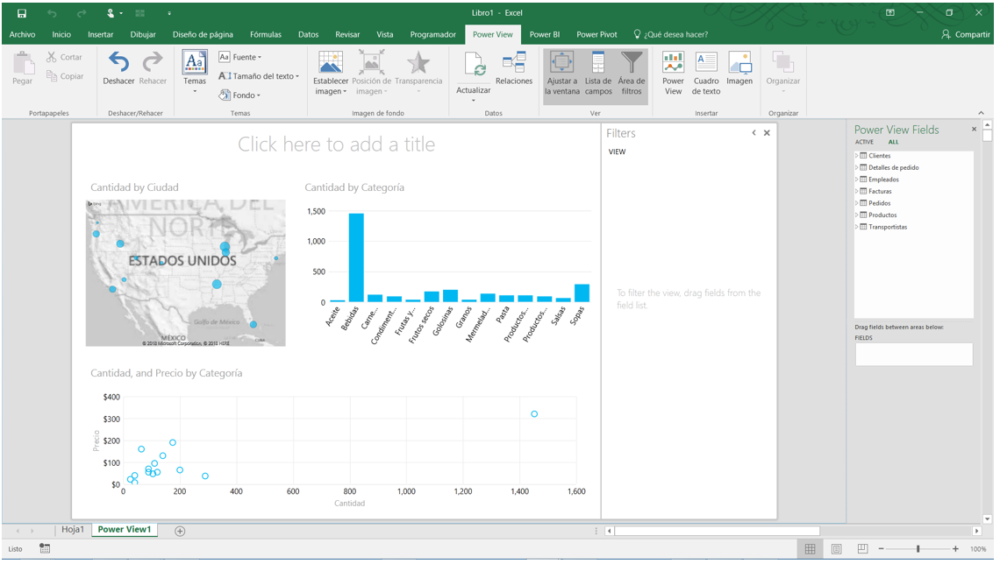 Libro1 - Excel
Archivo Inicio Insertar Dibujar Diseño de página Fórmulas Datos Revisar Vista Programador Power View Power BI Power Pivot ¿Qué desea hacer? Compartir
Pegar
Cortar
Copiar
Portapapeles
Deshacer Rehacer
Deshacer/Rehacer
Temas
Fuente
Tamaño del texto
Fondo
Temas
Establecer imagen
Posición de imagen
Transparencia
Imagen de fondo
Actualizar
Relaciones
Datos
Ajustar a la ventana
Lista de campos
Área de filtros
Ver
Power View
Cuadro de texto
Imagen
Insertar
Organizar
Organizar
Click here to add a title
Cantidad by Ciudad
bing
AMÉRICA DEL
NORTE
ESTADOS UNIDOS
Golfo de México
MÉXICO
CUBA
© 2018 Microsoft Corporation, © 2018 HERE
Cantidad by Categoría
1,500
1,000
500
0
Aceite
Bebidas
Carne...
Condiment...
Frutas y...
Frutos secos
Golosinas
Granos
Mermelad...
Pasta
Productos...
Productos...
Salsas
Sopas
Cantidad, and Precio by Categoría
Precio
$400
$300
$200
$100
$0
0 200 400 600 800 1,000 1,200 1,400 1,600
Cantidad
Filters
VIEW
To filter the view, drag fields from the
field list.
Power View Fields
ACTIVE ALL
Clientes
Detalles de pedido
Empleados
Facturas
Pedidos
Productos
Transportistas
Drag fields between areas below:
FIELDS
Hoja1 Power View1
Listo
100%